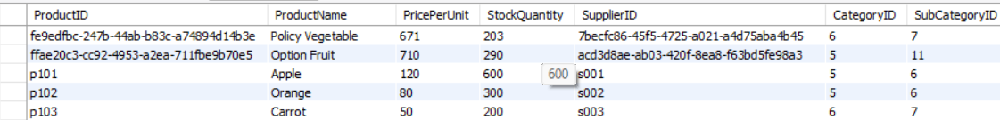 ProductID ProductName PricePerUnit StockQuantity SupplierID CategoryID SubCategoryID
fe9edfbc-247b-44ab-b83c-a74894d14b3e Policy Vegetable 671 203 7becfc86-45f5-4725-a021-a4d75aba4b45 6 7
ffae20c3-cc92-4953-a2ea-711fbe9b70e5 Option Fruit 710 290 acd3d8ae-ab03-420f-8ea8-f63bd5fe98a3 5 11
p101 Apple 120 600 600 s001 5 6
p102 Orange 80 300 s002 5 6
p103 Carrot 50 200 s003 6 7